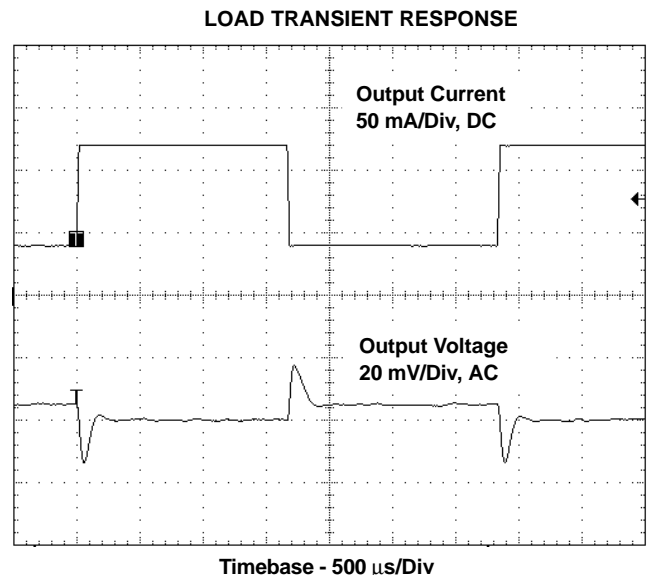 LOAD TRANSIENT RESPONSE
Output Current
50 mA/Div, DC
Output Voltage
20 mV/Div, AC
T
Timebase - 500 μs/Div